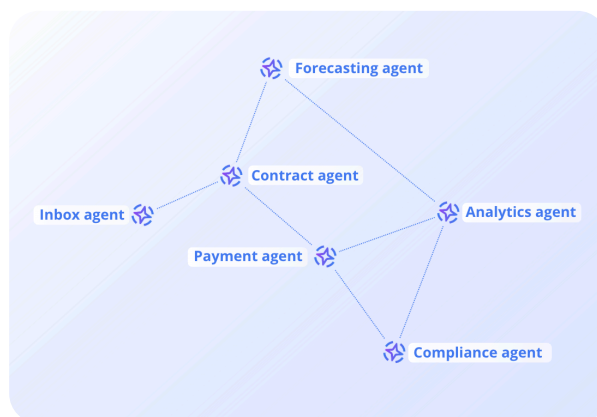 Forecasting agent
Contract agent
Inbox agent
Analytics agent
Payment agent
Compliance agent